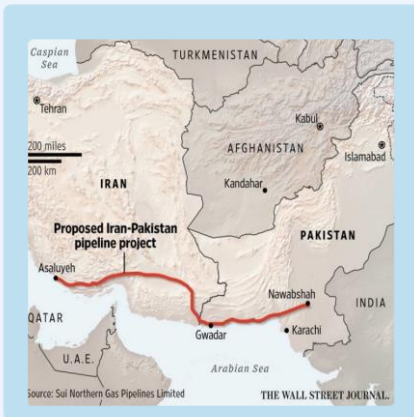 Caspian
Sea
TURKMENISTAN
Tehran
Kabul
200 miles
200 km
AFGHANISTAN
Islamabad
IRAN
Kandahar
Proposed Iran-Pakistan
pipeline project
PAKISTAN
Asaluyeh
Nawabshah
INDIA
QATAR
Gwadar
Karachi
U.A.E.
Arabian Sea
Source: Sui Northern Gas Pipelines Limited
THE WALL STREET JOURNAL.